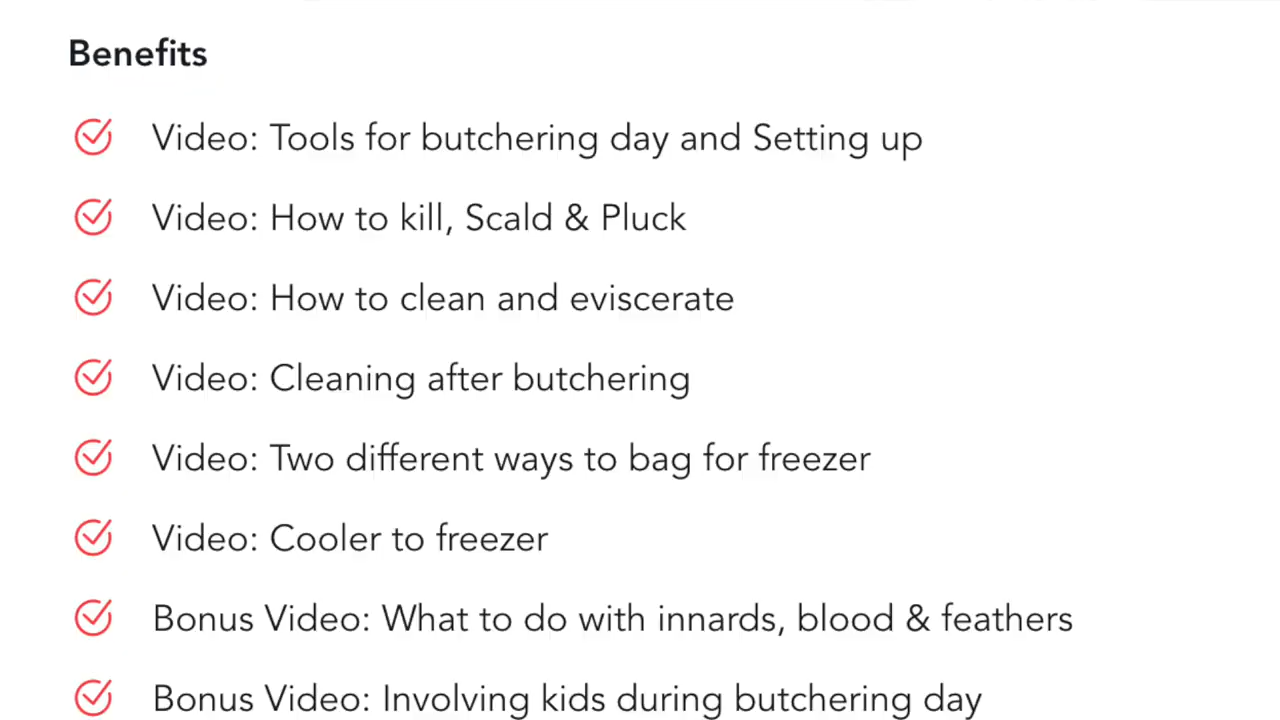 Benefits
Video: Tools for butchering day and Setting up
Video: How to kill, Scald & Pluck
Video: How to clean and eviscerate
Video: Cleaning after butchering
Video: Two different ways to bag for freezer
Video: Cooler to freezer
Bonus Video: What to do with innards, blood & feathers
Bonus Video: Involving kids during butchering day